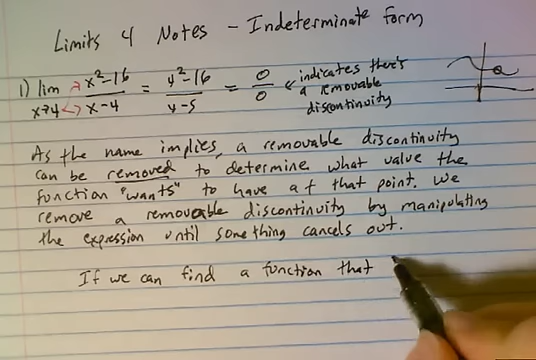 Limits 4 Notes - Indeterminate form
1) lim x→4 x²-16 / x-4 = 4²-16 / 4-5 = 0/0 ← indicates there's a removable discontinuity
As the name implies, a removable discontinuity
can be removed to determine what value the
function "wants" to have at that point. We
remove a removable discontinuity by manipulating
the expression until something cancels out.
If we can find a function that